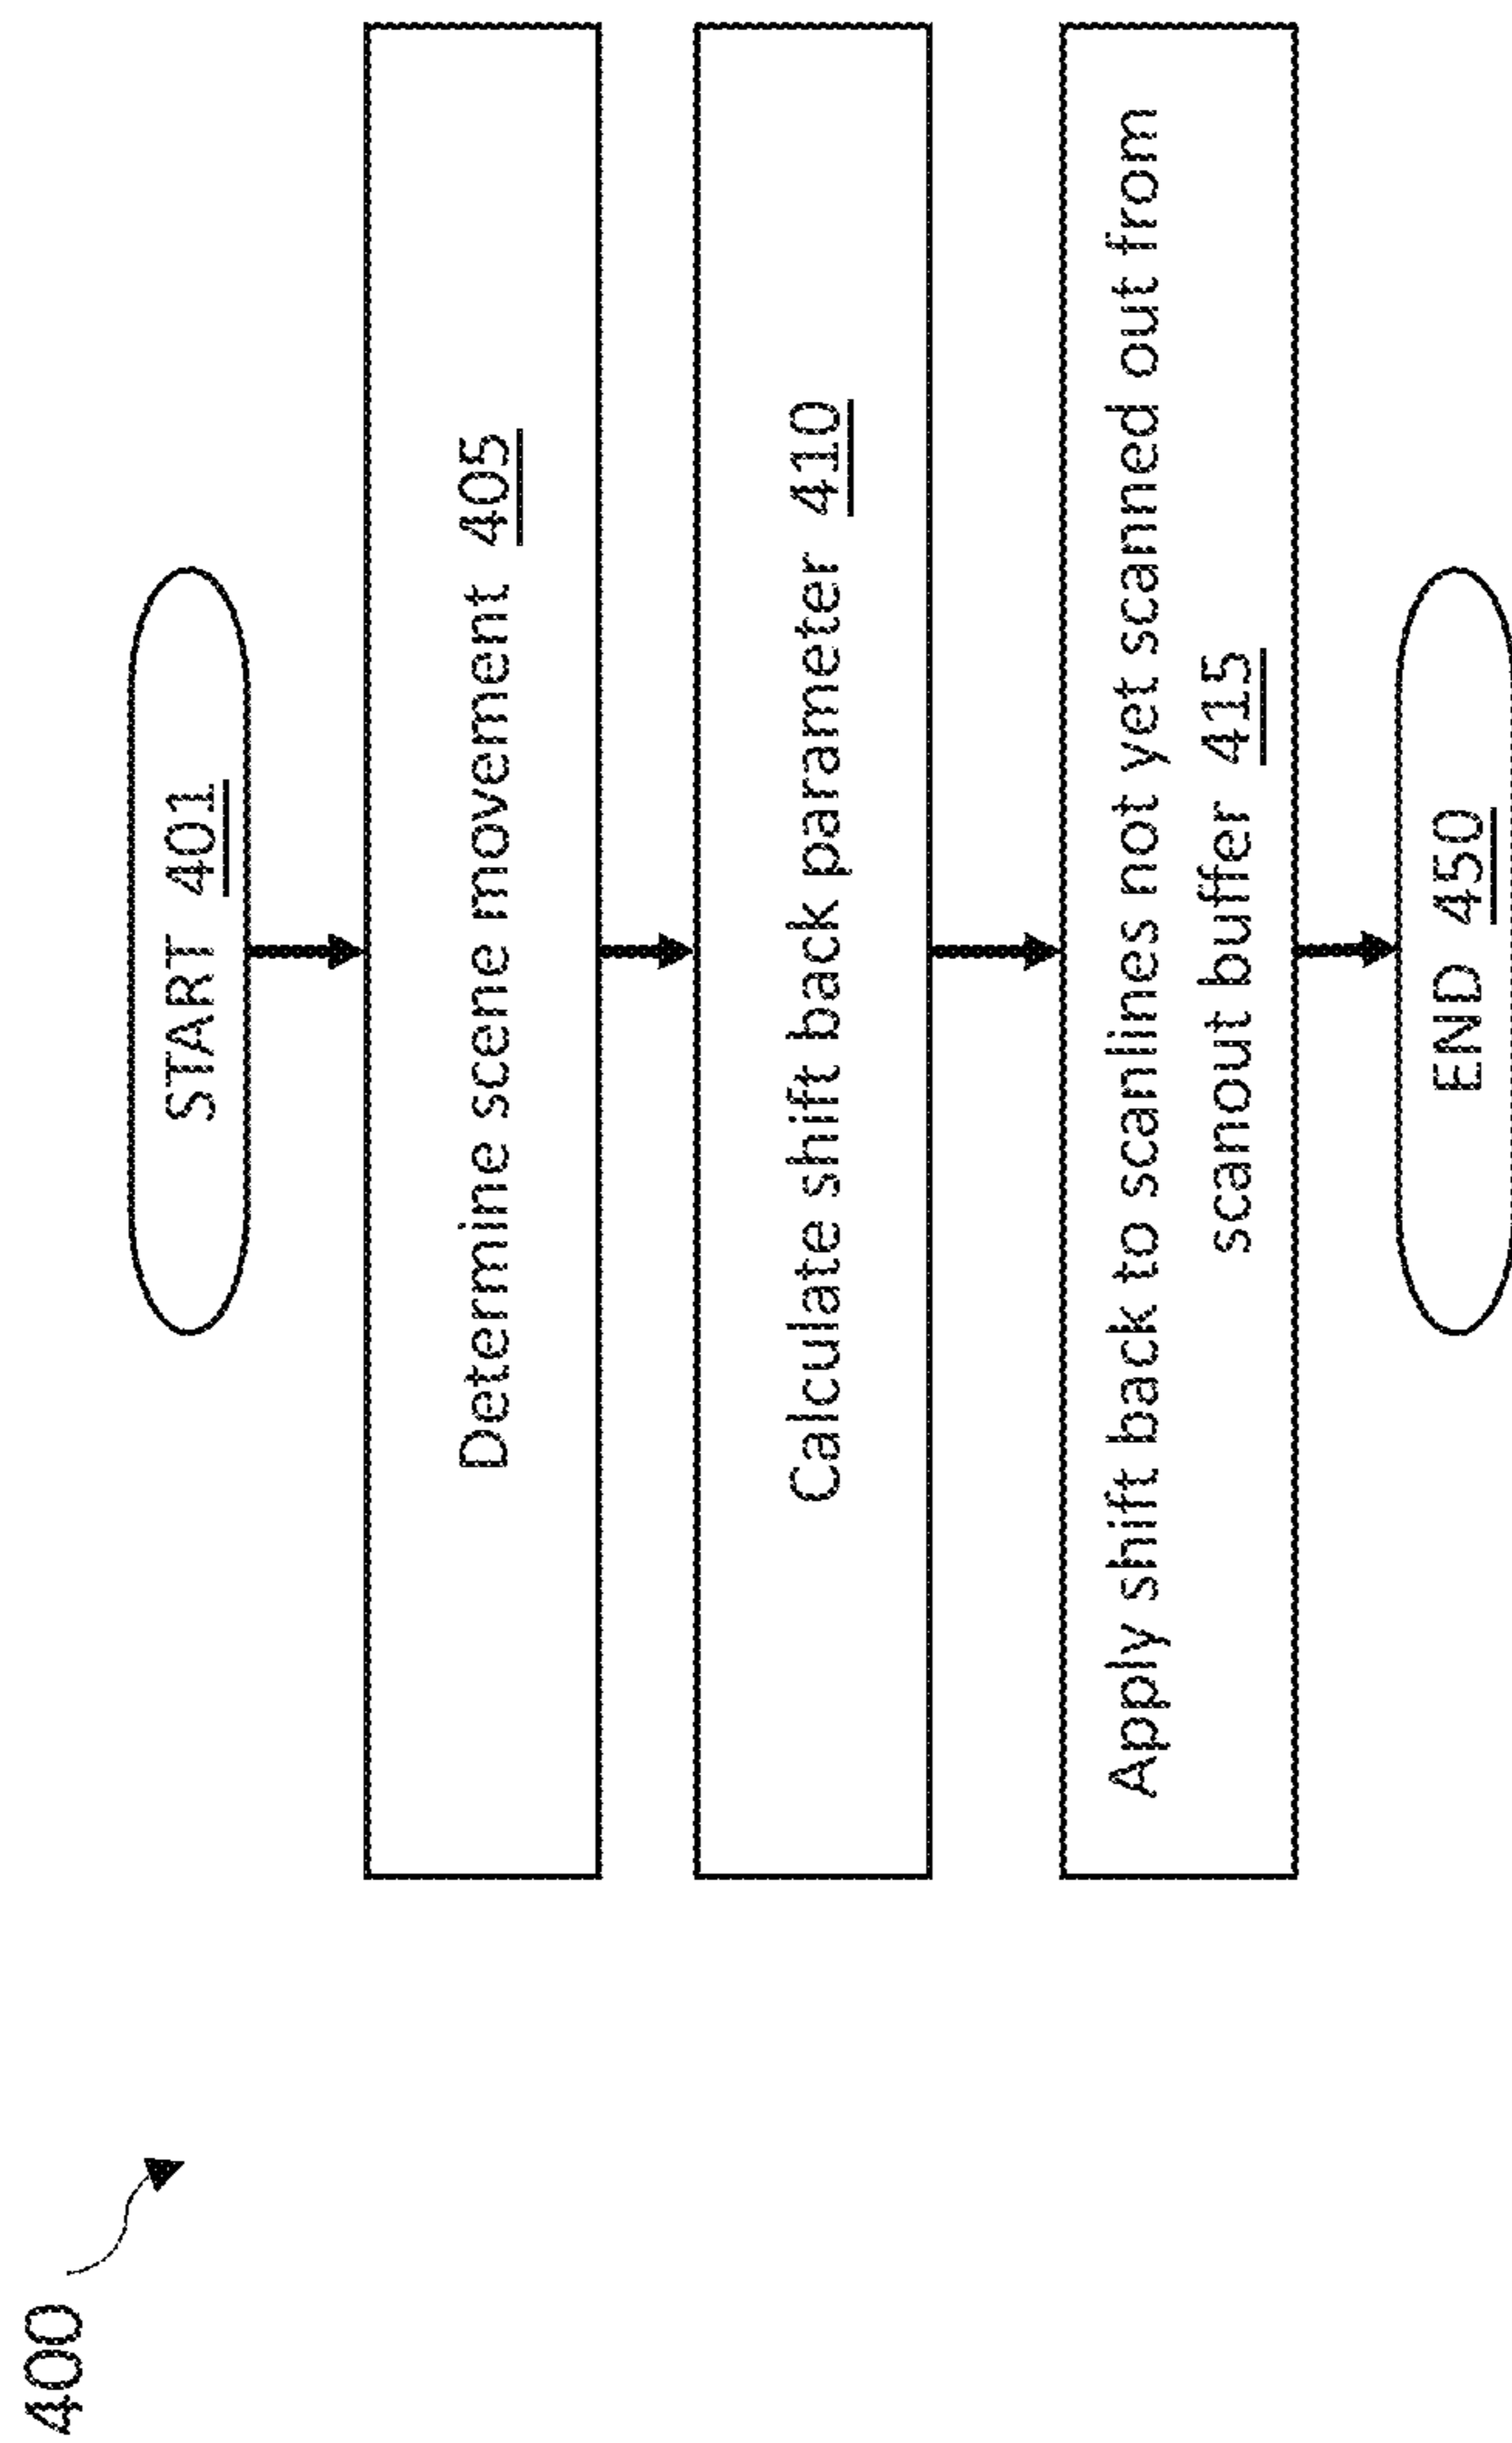 400
START 401
Determine scene movement 405
Calculate shift back parameter 410
Apply shift back to scanlines not yet scanned out from
scanout buffer 415
END 450